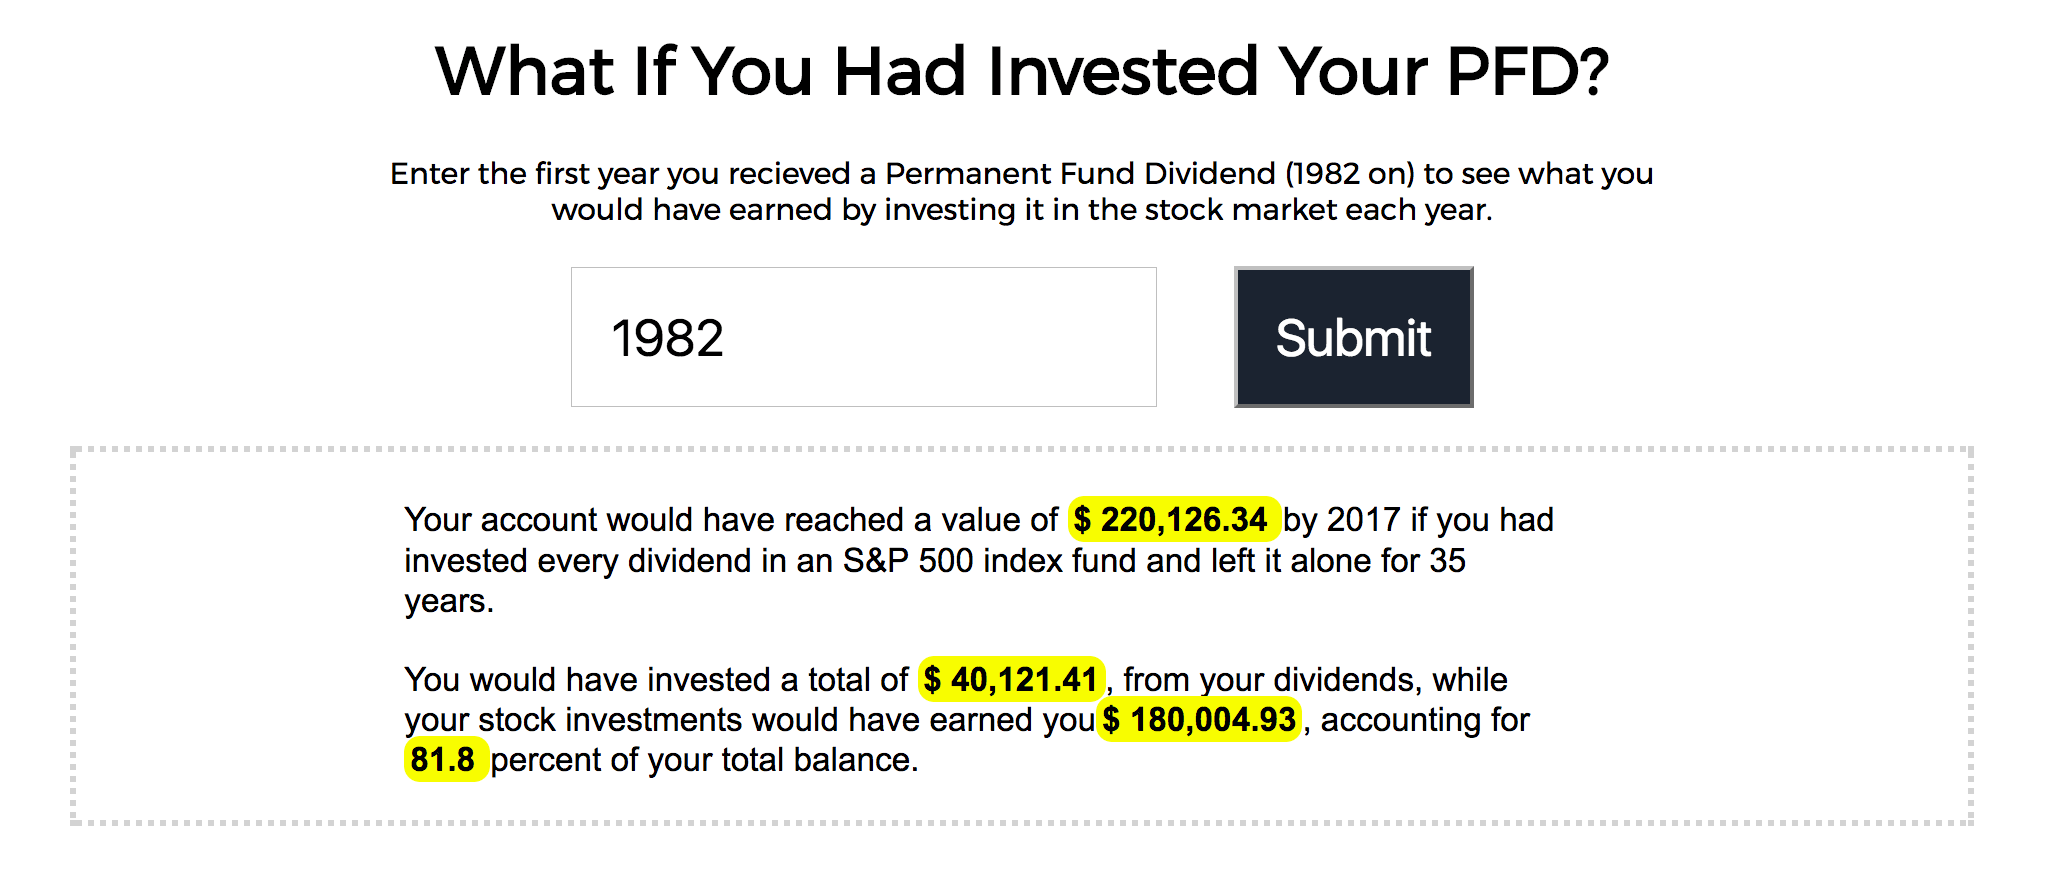 What If You Had Invested Your PFD?
Enter the first year you recieved a Permanent Fund Dividend (1982 on) to see what you
would have earned by investing it in the stock market each year.
1982
Submit
Your account would have reached a value of $ 220,126.34 by 2017 if you had
invested every dividend in an S&P 500 index fund and left it alone for 35
years.
You would have invested a total of $ 40,121.41, from your dividends, while
your stock investments would have earned you $ 180,004.93, accounting for
81.8 percent of your total balance.